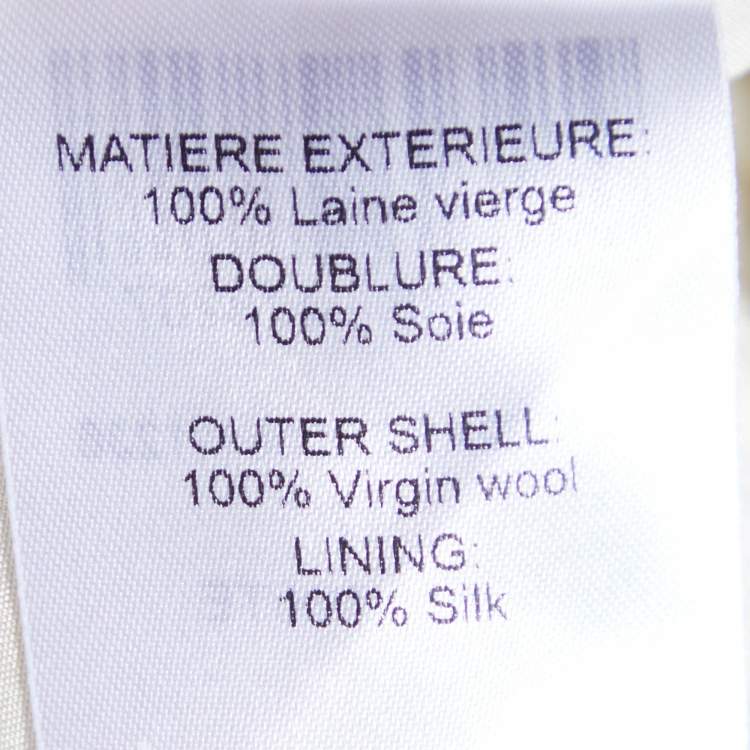 MATIERE EXTERIEURE:
100% Laine vierge
DOUBLURE:
100% Soie
OUTER SHELL:
100% Virgin wool
LINING:
100% Silk